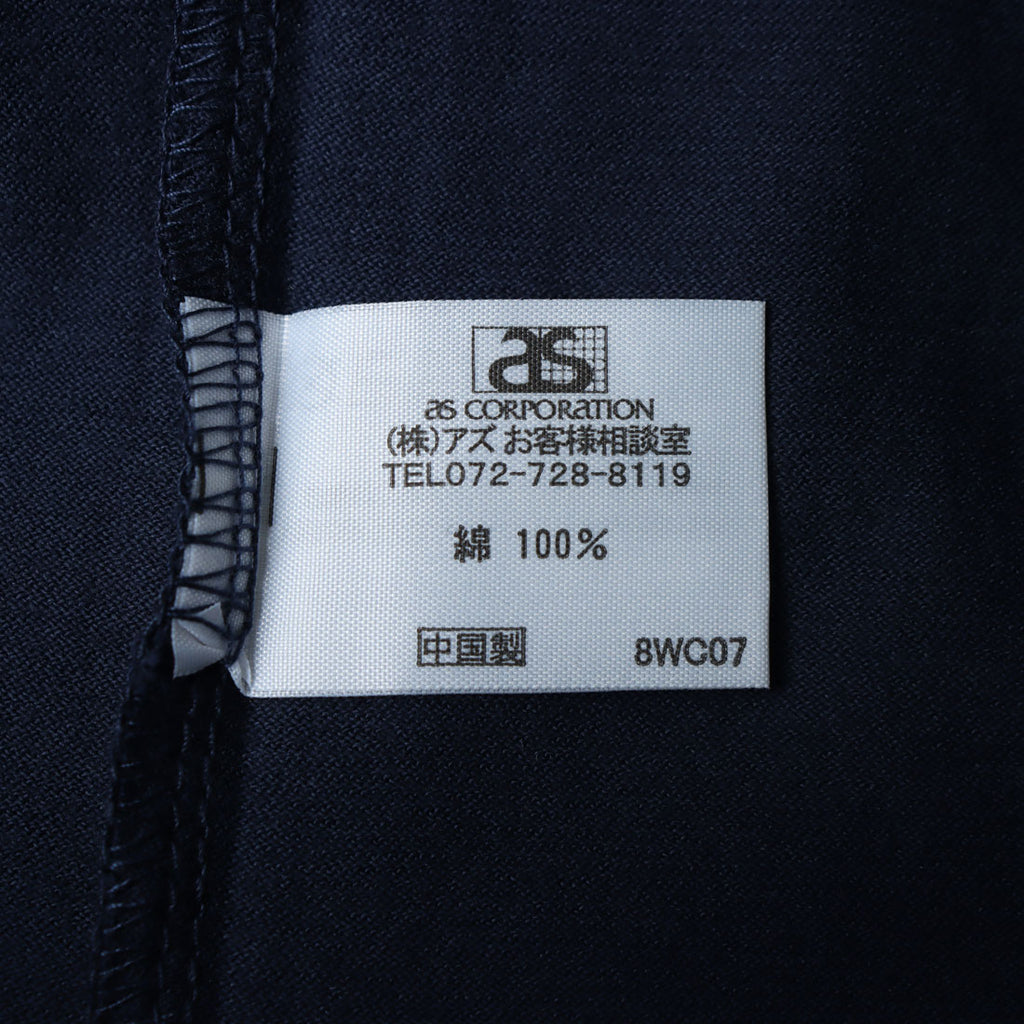 as
as CORPORATION
(株)アズ お客様相談室
TEL072-728-8119
綿 100%
中国製 8WC07